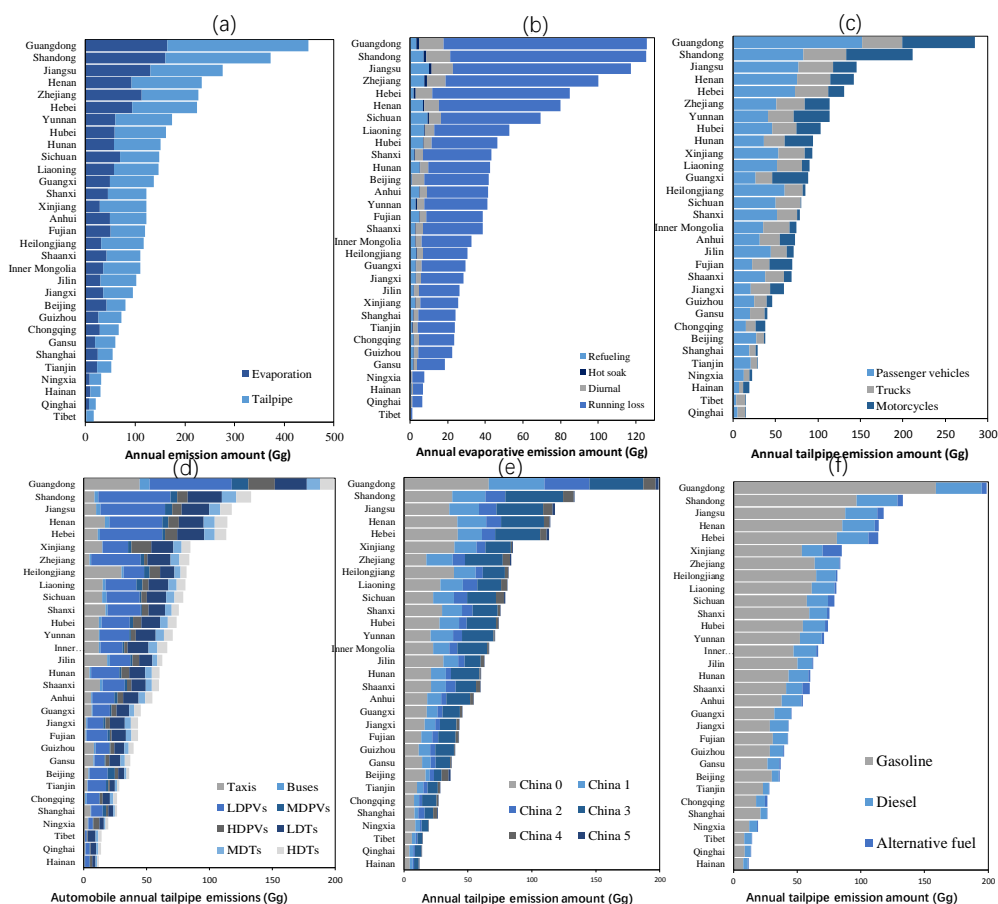 (a)
Guangdong
Shandong
Jiangsu
Henan
Zhejiang
Hebei
Yunnan
Hubei
Hunan
Sichuan
Liaoning
Guangxi
Shanxi
Xinjiang
Anhui
Fujian
Heilongjiang
Shaanxi
Inner Mongolia
Jilin
Jiangxi
Beijing
Guizhou
Chongqing
Gansu
Shanghai
Tianjin
Ningxia
Hainan
Qinghai
Tibet
Evaporation
Tailpipe
0 100 200 300 400 500
Annual emission amount (Gg)
(b)
Guangdong
Shandong
Jiangsu
Zhejiang
Hebei
Henan
Sichuan
Liaoning
Hubei
Shanxi
Hunan
Beijing
Anhui
Yunnan
Fujian
Shaanxi
Inner Mongolia
Heilongjiang
Guangxi
Jiangxi
Jilin
Xinjiang
Shanghai
Tianjin
Chongqing
Guizhou
Gansu
Ningxia
Hainan
Qinghai
Tibet
Refueling
Hot soak
Diurnal
Running loss
0 20 40 60 80 100 120
Annual evaporative emission amount (Gg)
(c)
Guangdong
Shandong
Jiangsu
Henan
Hebei
Zhejiang
Yunnan
Hubei
Hunan
Xinjiang
Liaoning
Guangxi
Heilongjiang
Sichuan
Shanxi
Inner Mongolia
Anhui
Jilin
Fujian
Shaanxi
Jiangxi
Guizhou
Gansu
Chongqing
Beijing
Shanghai
Tianjin
Ningxia
Hainan
Tibet
Qinghai
Passenger vehicles
Trucks
Motorcycles
0 50 100 150 200 250 300
Annual tailpipe emission amount (Gg)
(d)
Guangdong
Shandong
Jiangsu
Henan
Hebei
Xinjiang
Zhejiang
Heilongjiang
Liaoning
Sichuan
Shanxi
Hubei
Yunnan
Inner…
Jilin
Hunan
Shaanxi
Anhui
Guangxi
Jiangxi
Fujian
Guizhou
Gansu
Beijing
Tianjin
Chongqing
Shanghai
Ningxia
Tibet
Qinghai
Hainan
Taxis Buses
LDPVs MDPVs
HDPVs LDTs
MDTs HDTs
0 50 100 150 200
Automobile annual tailpipe emissions (Gg)
(e)
Guangdong
Shandong
Jiangsu
Henan
Hebei
Xinjiang
Zhejiang
Heilongjiang
Liaoning
Sichuan
Shanxi
Hubei
Yunnan
Inner Mongolia
Jilin
Hunan
Shaanxi
Anhui
Guangxi
Jiangxi
Fujian
Guizhou
Gansu
Beijing
Tianjin
Chongqing
Shanghai
Ningxia
Tibet
Qinghai
Hainan
China 0 China 1
China 2 China 3
China 4 China 5
0 50 100 150 200
Annual tailpipe emission amount (Gg)
(f)
Guangdong
Shandong
Jiangsu
Henan
Hebei
Xinjiang
Zhejiang
Heilongjiang
Liaoning
Sichuan
Shanxi
Hubei
Yunnan
Inner…
Jilin
Hunan
Shaanxi
Anhui
Guangxi
Jiangxi
Fujian
Guizhou
Gansu
Beijing
Tianjin
Chongqing
Shanghai
Ningxia
Tibet
Qinghai
Hainan
Gasoline
Diesel
Alternative fuel
0 50 100 150 200
Annual tailpipe emission amount (Gg)